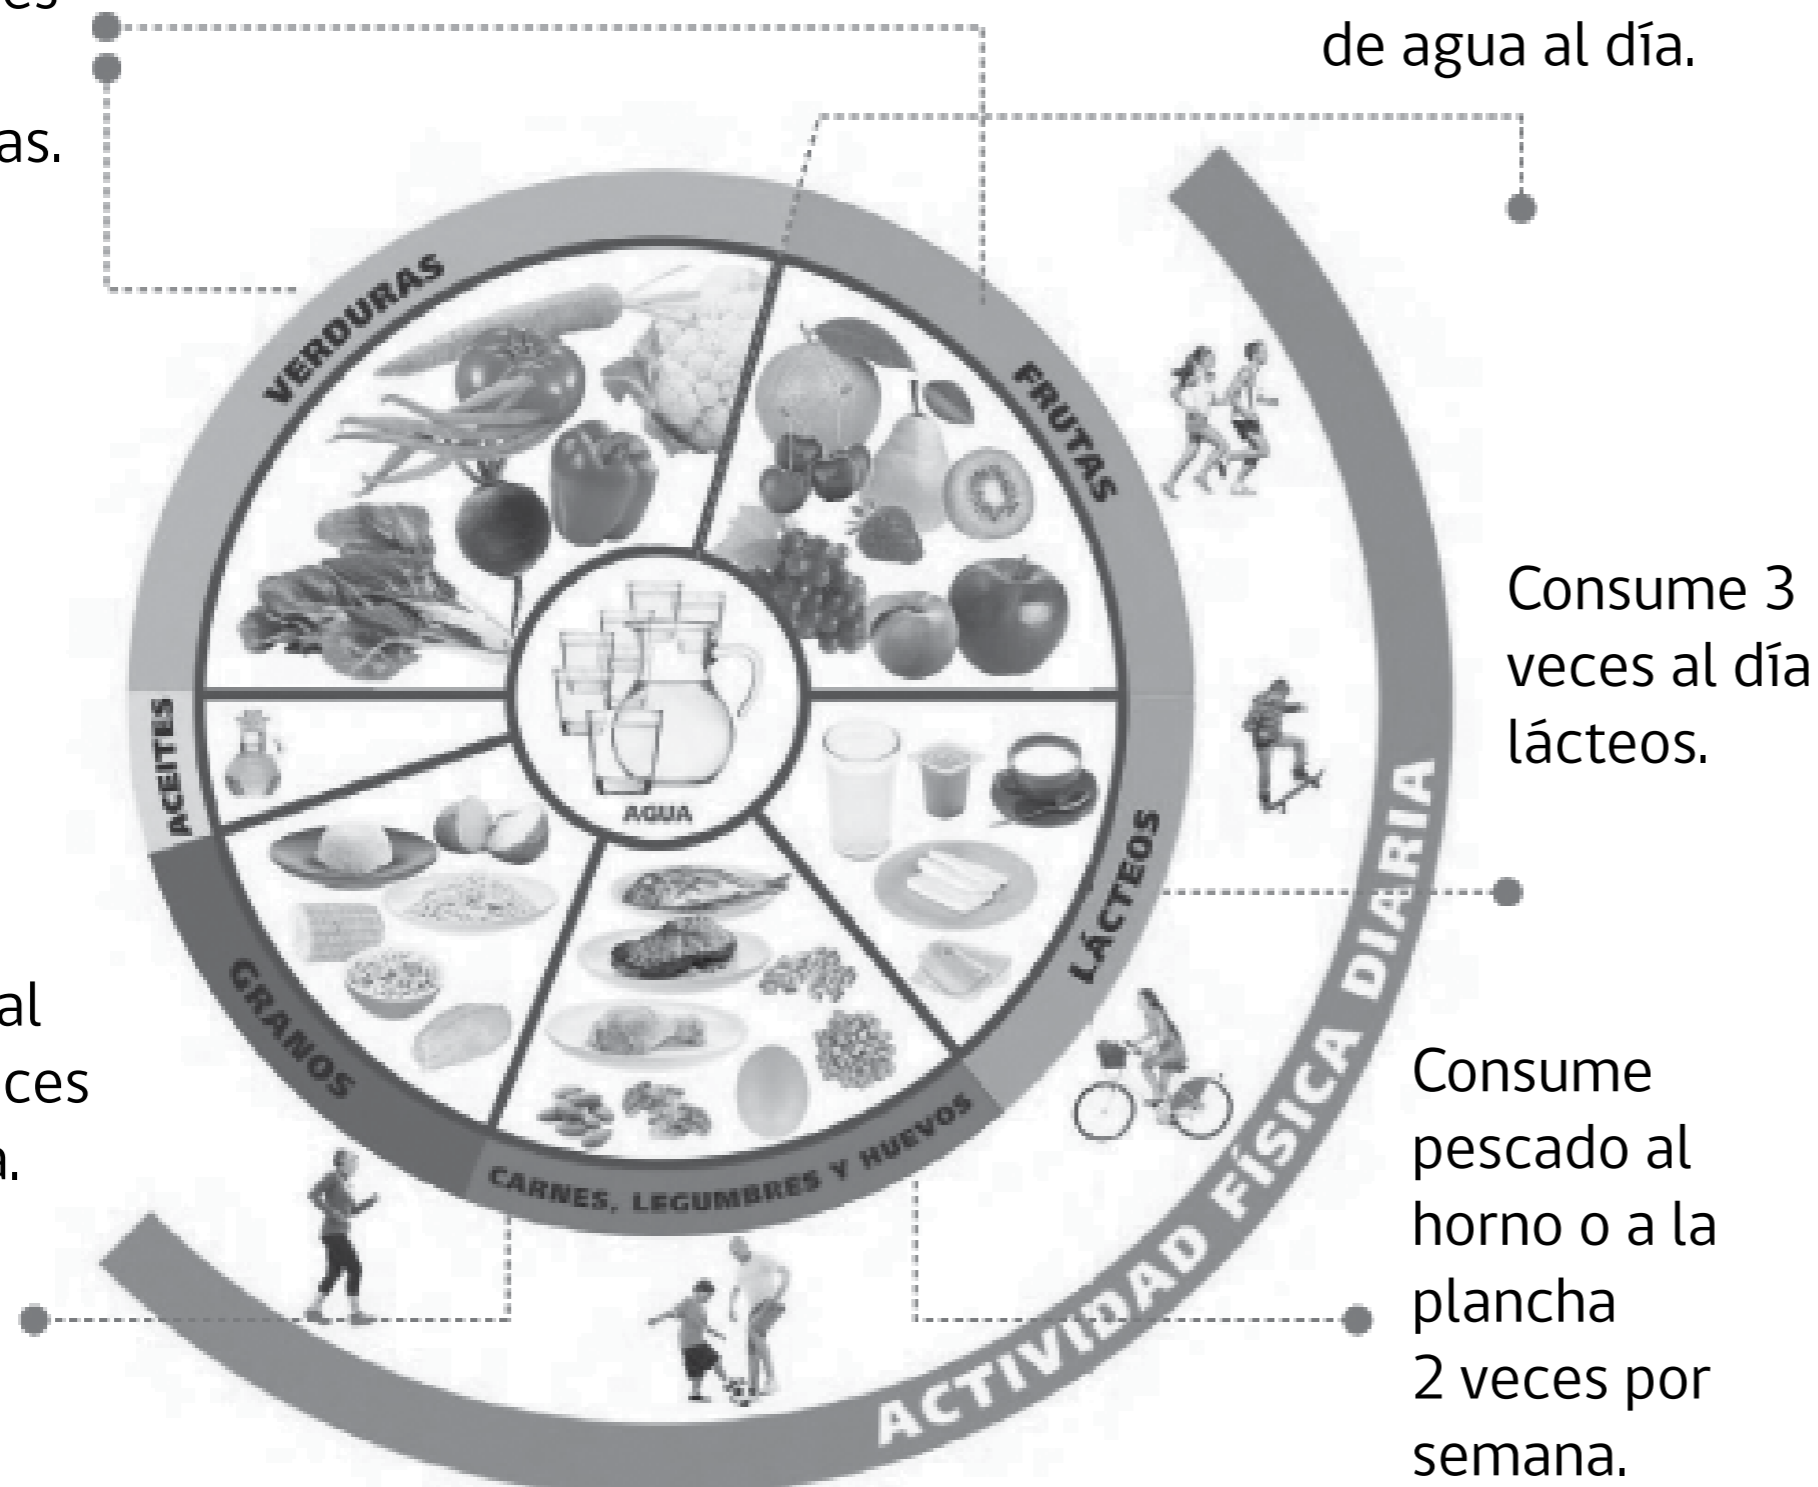 de agua al día.
as.
VERDURAS
FRUTAS
ACEITES
AGUA
LÁCTEOS
GRANOS
CARNES, LEGUMBRES Y HUEVOS
ACTIVIDAD FÍSICA DIARIA
Consume 3
veces al día
lácteos.
al
ces
Consume
pescado al
horno o a la
plancha
2 veces por
semana.